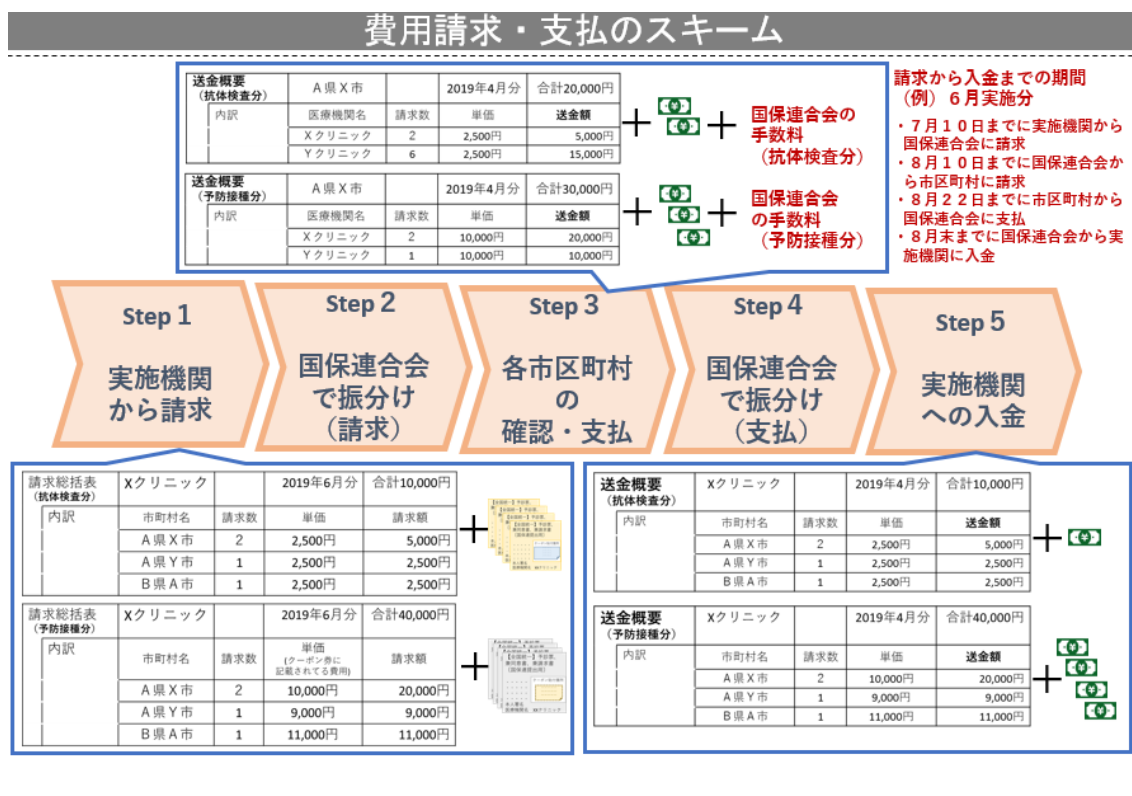 費用請求・支払のスキーム
送金概要 A県X市 2019年4月分 合計20,000円
(抗体検査分)
内訳 医療機関名 請求数 単価 送金額
Xクリニック 2 2,500円 5,000円
Yクリニック 6 2,500円 15,000円
国保連合会の
手数料
(抗体検査分)
送金概要 A県X市 2019年4月分 合計30,000円
(予防接種分)
内訳 医療機関名 請求数 単価 送金額
Xクリニック 2 10,000円 20,000円
Yクリニック 1 10,000円 10,000円
国保連合会
の手数料
(予防接種分)
請求から入金までの期間
(例)6月実施分
・7月10日までに実施機関から
国保連合会に請求
・8月10日までに国保連合会か
ら市区町村に請求
・8月22日までに市区町村から
国保連合会に支払
・8月末までに国保連合会から実
施機関に入金
Step 1
実施機関
から請求
Step 2
国保連合会
で振分け
(請求)
Step 3
各市区町村
の
確認・支払
Step 4
国保連合会
で振分け
(支払)
Step 5
実施機関
への入金
請求総括表 Xクリニック 2019年6月分 合計10,000円
(抗体検査分)
内訳 市町村名 請求数 単価 請求額
A県X市 2 2,500円 5,000円
A県Y市 1 2,500円 2,500円
B県A市 1 2,500円 2,500円
請求総括表 Xクリニック 2019年6月分 合計40,000円
(予防接種分)
内訳 市町村名 請求数 単価 請求額
(クーポン券に
記載されてる費用)
A県X市 2 10,000円 20,000円
A県Y市 1 9,000円 9,000円
B県A市 1 11,000円 11,000円
送金概要 Xクリニック 2019年4月分 合計10,000円
(抗体検査分)
内訳 市町村名 請求数 単価 送金額
A県X市 2 2,500円 5,000円
A県Y市 1 2,500円 2,500円
B県A市 1 2,500円 2,500円
送金概要 Xクリニック 2019年4月分 合計40,000円
(予防接種分)
内訳 市町村名 請求数 単価 送金額
A県X市 2 10,000円 20,000円
A県Y市 1 9,000円 9,000円
B県A市 1 11,000円 11,000円